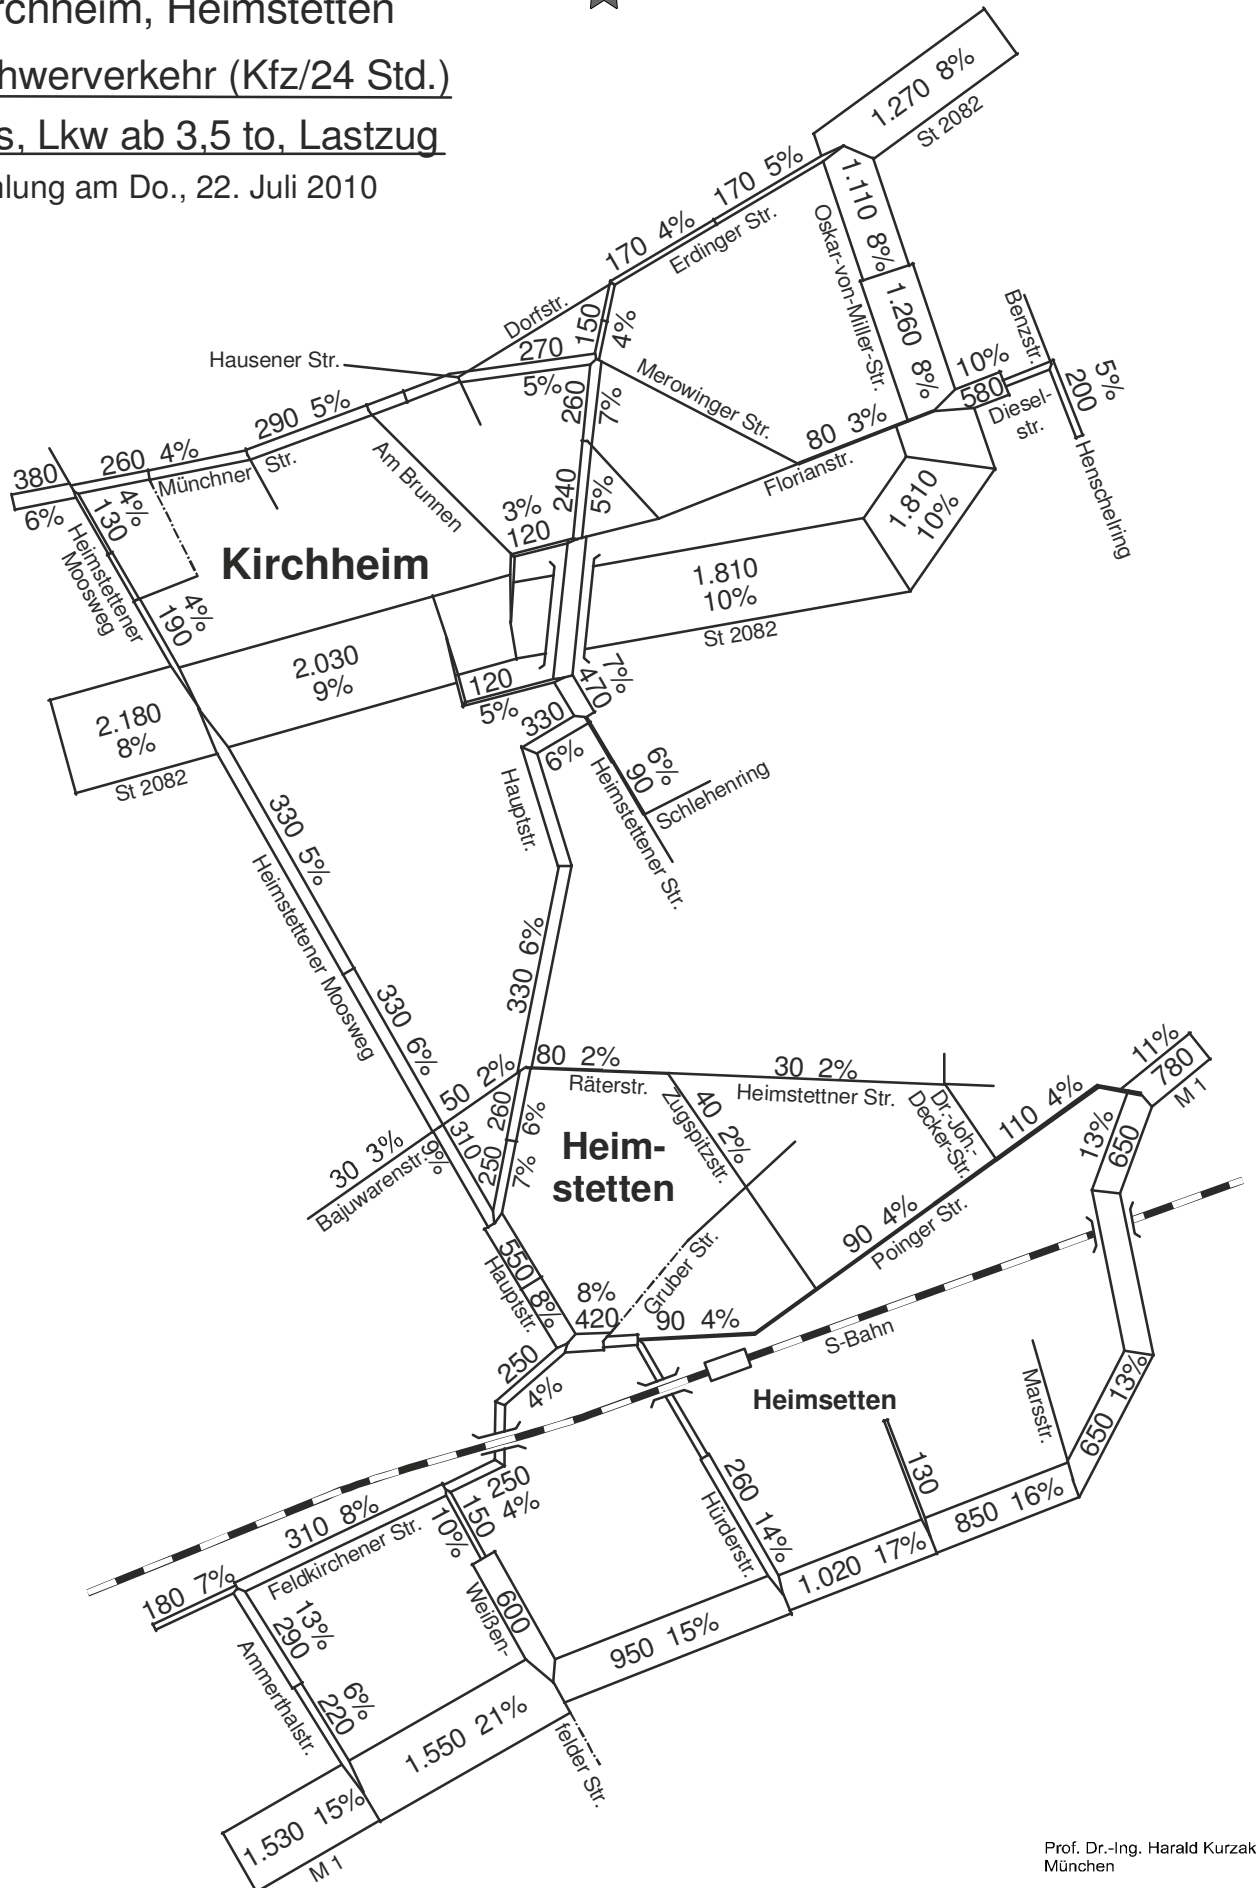 rchheim, Heimstetten
hwerverkehr (Kfz/24 Std.)
s, Lkw ab 3,5 to, Lastzug
hlung am Do., 22. Juli 2010
1.270 8%
St 2082
170 5%
170 4%
Erdinger Str.
1.110 8%
Oskar-von-Miller-Str.
1.260 8%
Benzstr.
10%
580
Diesel-
str.
5%
200
Henschelring
Dorfstr.
150
4%
Hausener Str.
270
5%
260
7%
Merowinger Str.
80 3%
Florianstr.
290 5%
260 4%
Münchner Str.
380
6%
4%
130
Heimstettener
Moosweg
4%
190
Am Brunnen
240
5%
3%
120
Kirchheim
1.810
10%
1.810
10%
St 2082
2.030
9%
2.180
8%
St 2082
120
5%
7%
470
330
6%
6%
90
Schlehenring
Heimstettener Str.
Hauptstr.
330 5%
Heimstettener Moosweg
330 6%
330 6%
50 2%
80 2%
Räterstr.
30 2%
Heimstettner Str.
Dr.-Joh.-
Decker-Str.
110 4%
11%
780
M 1
13%
650
260
6%
310
9%
250
7%
30 3%
Bajuwarenstr.
Heim-
stetten
40 2%
Zugspitzstr.
90 4%
Poinger Str.
Gruber Str.
550 8%
Hauptstr.
8%
420
90 4%
S-Bahn
250
4%
Heimsetten
Marsstr.
650 13%
130
850 16%
260 14%
Hürderstr.
1.020 17%
250
4%
310 8%
Feldkirchener Str.
150
10%
180 7%
13%
290
Ammerthalstr.
6%
220
600
Weißen-
felder Str.
950 15%
1.550 21%
1.530 15%
M 1
Prof. Dr.-Ing. Harald Kurzak
München